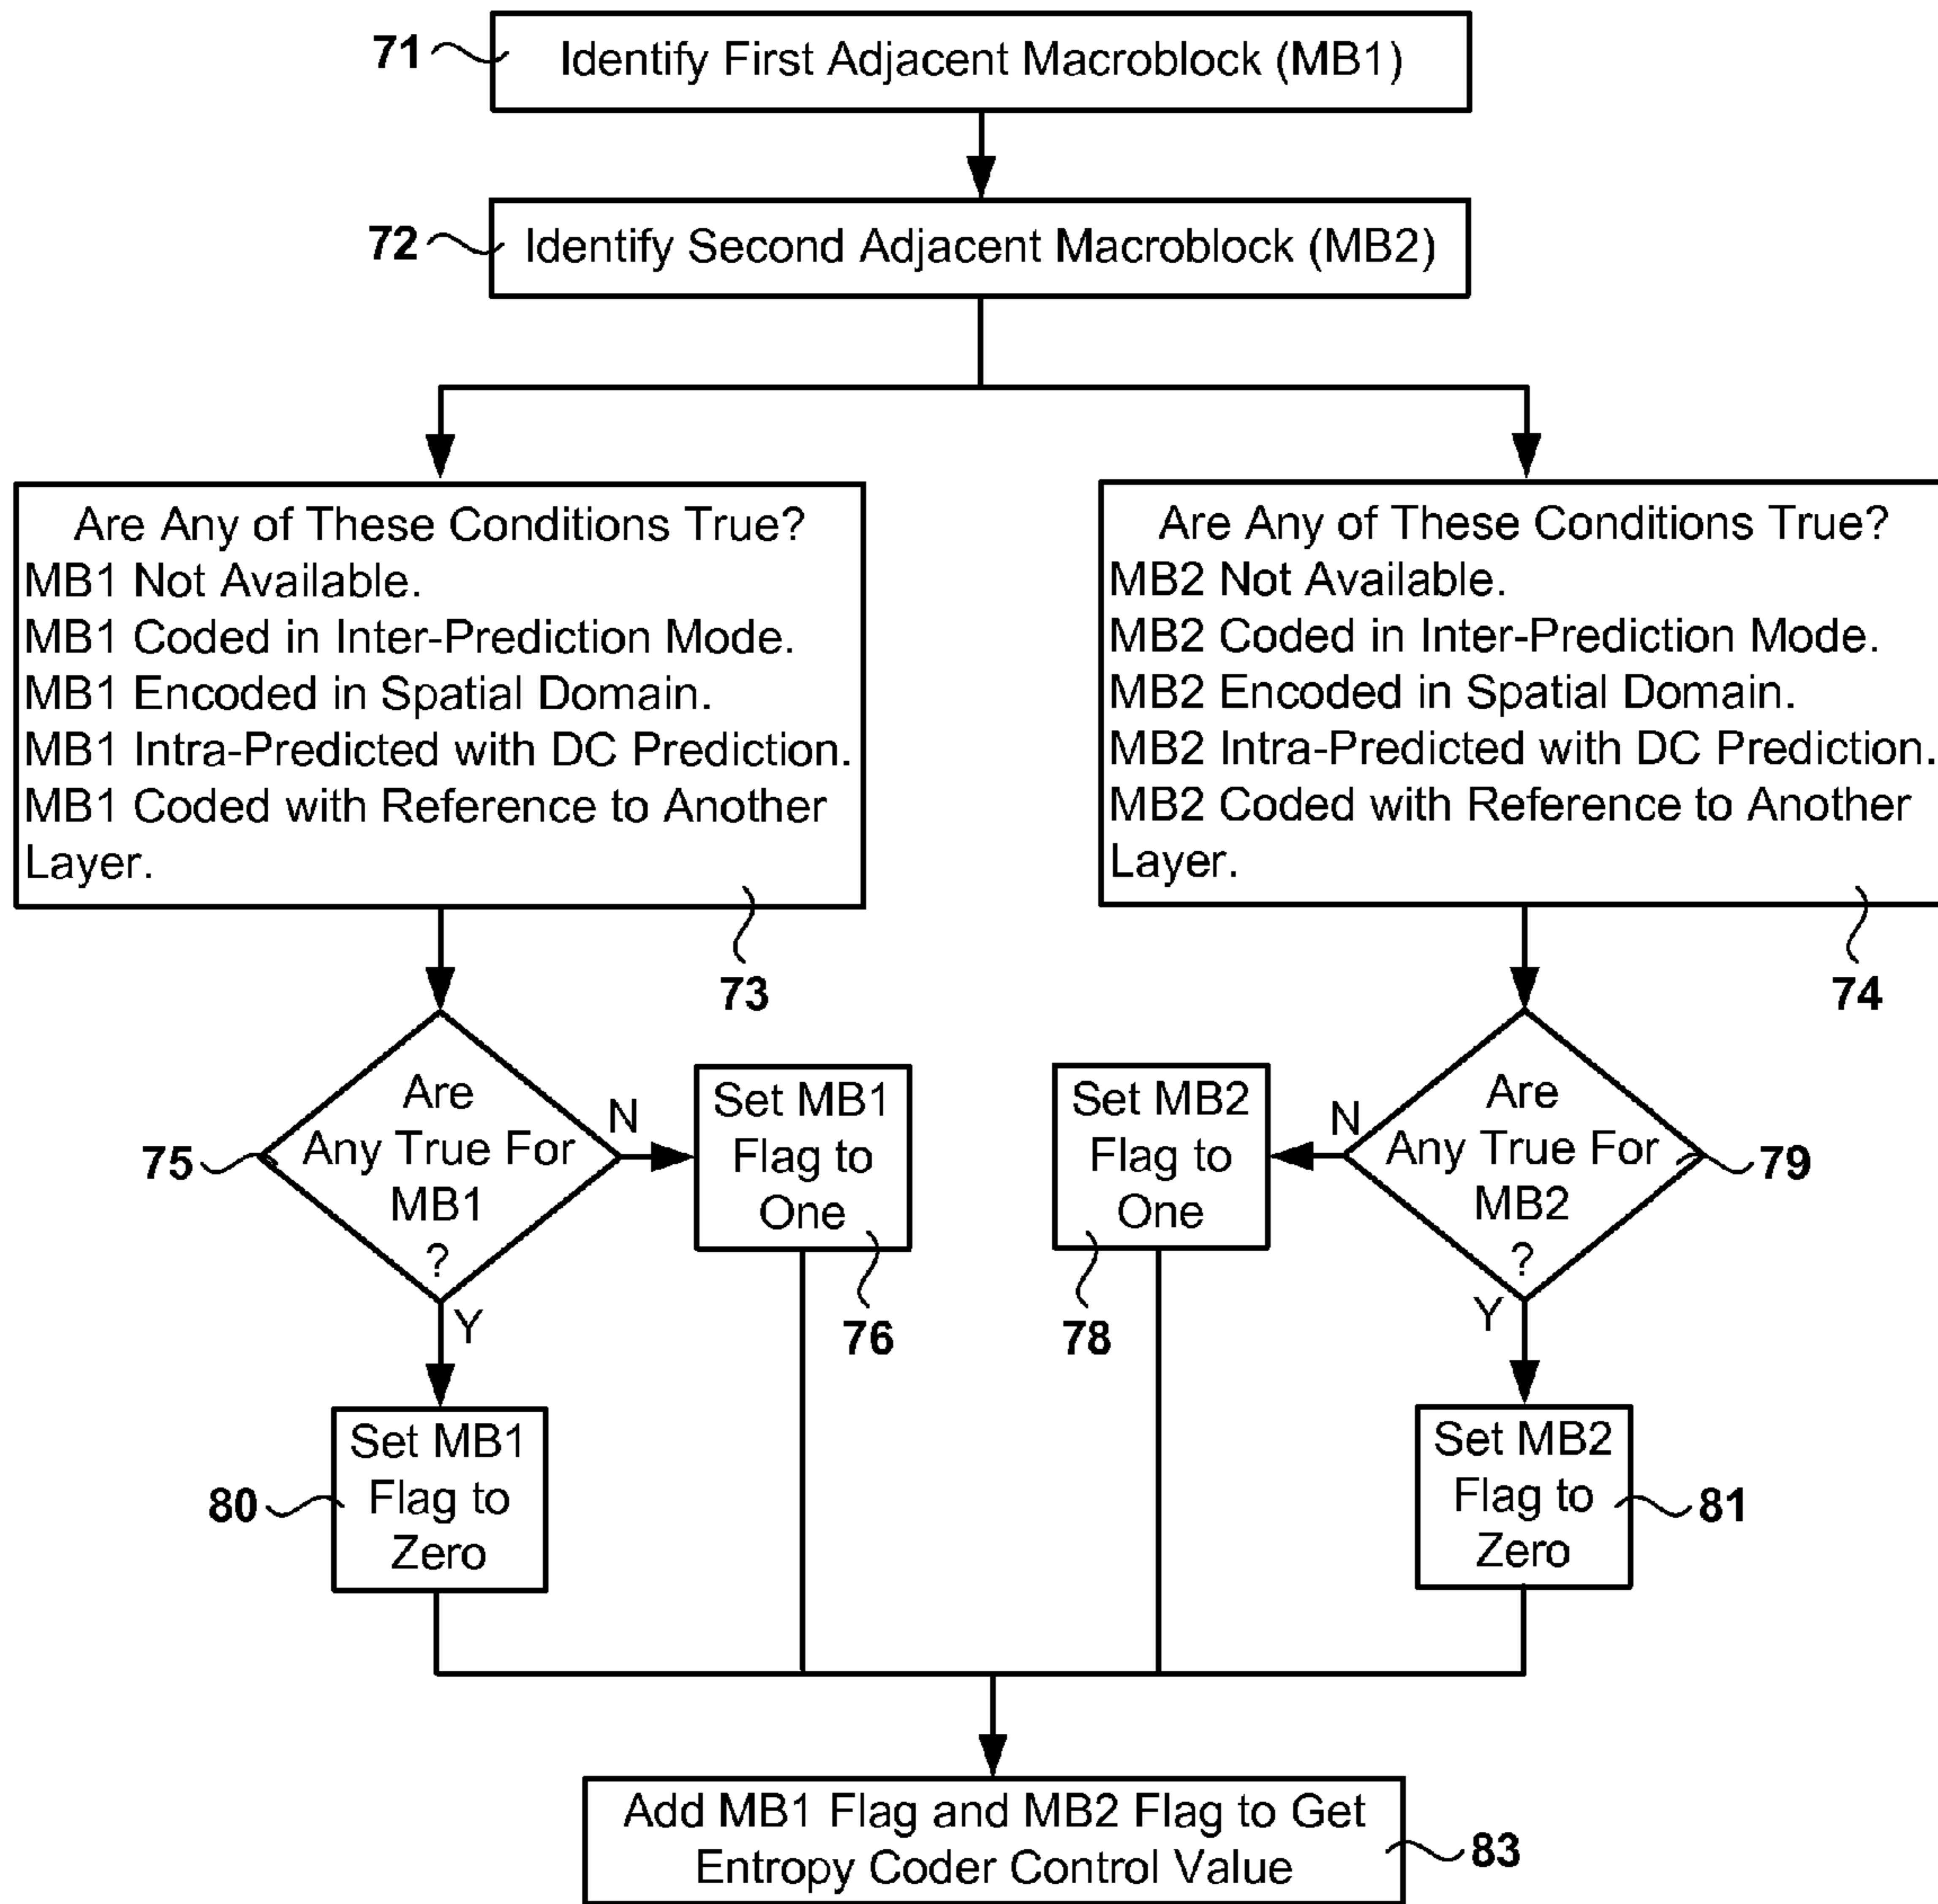 71
Identify First Adjacent Macroblock (MB1)
72
Identify Second Adjacent Macroblock (MB2)
Are Any of These Conditions True?
MB1 Not Available.
MB1 Coded in Inter-Prediction Mode.
MB1 Encoded in Spatial Domain.
MB1 Intra-Predicted with DC Prediction.
MB1 Coded with Reference to Another
Layer.
73
Are Any of These Conditions True?
MB2 Not Available.
MB2 Coded in Inter-Prediction Mode.
MB2 Encoded in Spatial Domain.
MB2 Intra-Predicted with DC Prediction.
MB2 Coded with Reference to Another
Layer.
74
75
Are
Any True For
MB1
?
N
Y
Set MB1
Flag to
One
76
Set MB2
Flag to
One
78
Are
Any True For
MB2
?
N
Y
79
80
Set MB1
Flag to
Zero
Set MB2
Flag to
Zero
81
Add MB1 Flag and MB2 Flag to Get
Entropy Coder Control Value
83